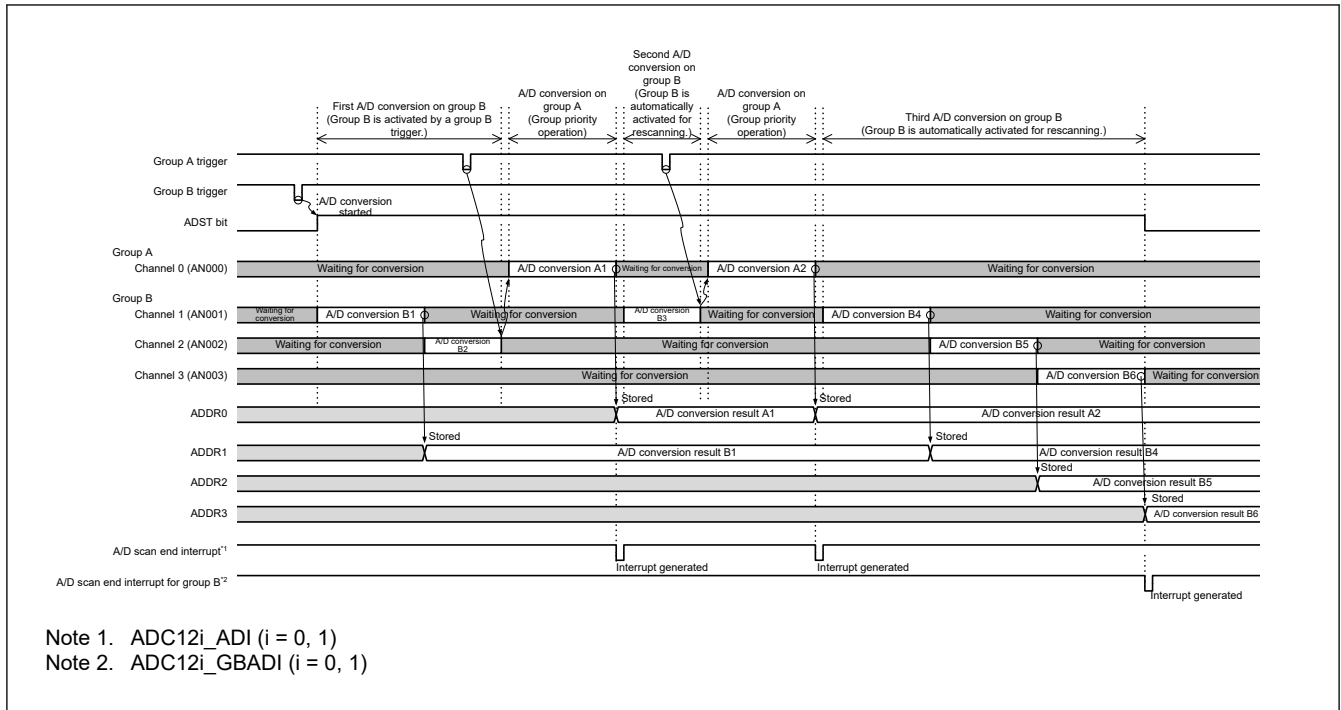 Second A/D
conversion on
group B
(Group B is
automatically
activated for
rescanning.)
First A/D conversion on group B
(Group B is activated by a group B
trigger.)
A/D conversion on
group A
(Group priority
operation)
A/D conversion on
group A
(Group priority
operation)
Third A/D conversion on group B
(Group B is automatically activated for rescanning.)
Group A trigger
Group B trigger
A/D conversion
started
ADST bit
Group A
Channel 0 (AN000)
Waiting for conversion
A/D conversion A1
Waiting for conversion
A/D conversion A2
Waiting for conversion
Group B
Channel 1 (AN001)
Waiting for
conversion
A/D conversion B1
Waiting for conversion
A/D conversion
B3
Waiting for conversion
A/D conversion B4
Waiting for conversion
Channel 2 (AN002)
Waiting for conversion
A/D conversion
B2
Waiting for conversion
A/D conversion B5
Waiting for conversion
Channel 3 (AN003)
Waiting for conversion
A/D conversion B6
Waiting for conversion
Stored
Stored
ADDR0
A/D conversion result A1
A/D conversion result A2
Stored
Stored
ADDR1
A/D conversion result B1
A/D conversion result B4
Stored
ADDR2
A/D conversion result B5
Stored
ADDR3
A/D conversion result B6
A/D scan end interrupt*1
Interrupt generated
Interrupt generated
A/D scan end interrupt for group B*2
Interrupt generated
Note 1. ADC12i_ADI (i = 0, 1)
Note 2. ADC12i_GBADI (i = 0, 1)